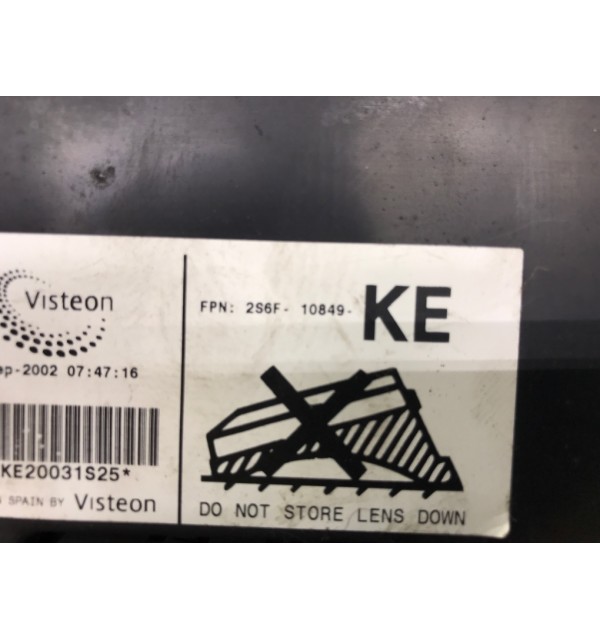 Visteon
ep-2002 07:47:16
KE20031S25*
SPAIN BY Visteon
FPN: 2S6F- 10849- KE
DO NOT STORE LENS DOWN